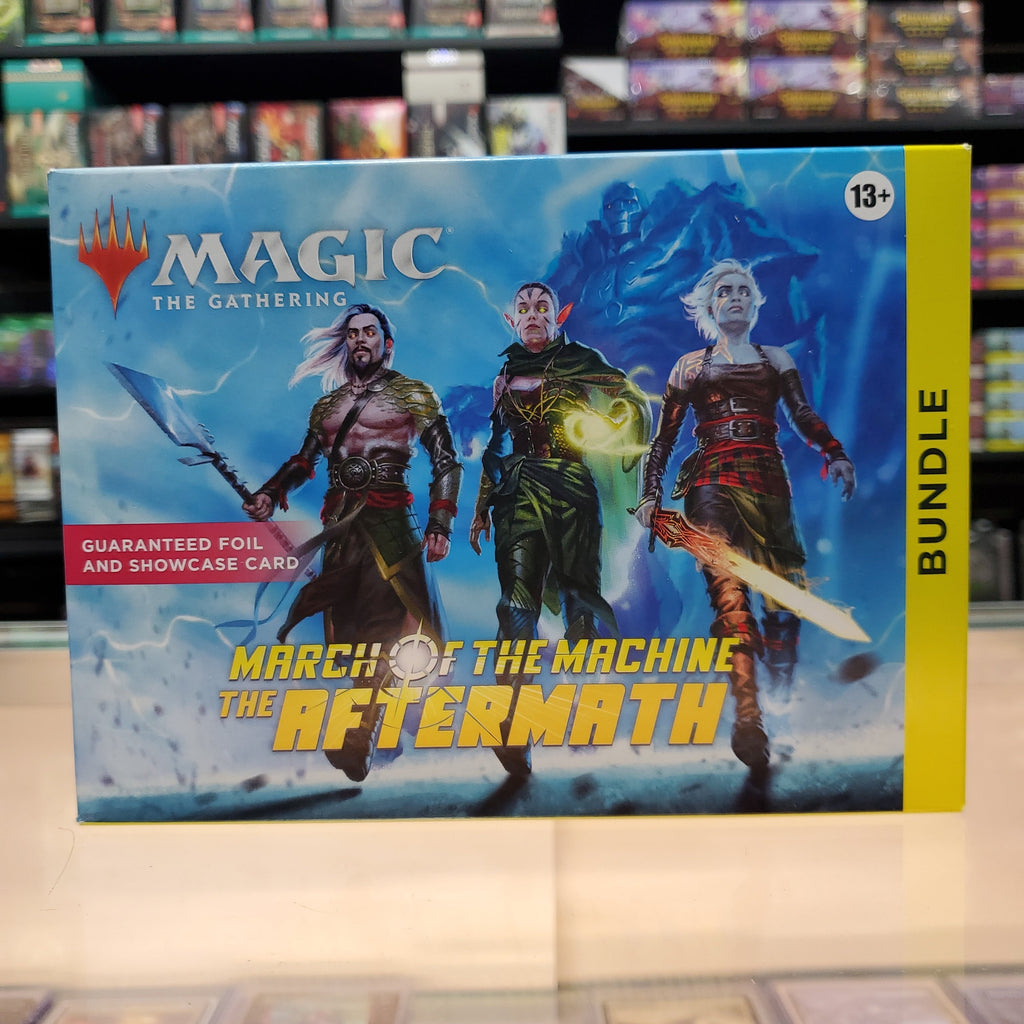 13+
MAGIC®
THE GATHERING
BUNDLE
GUARANTEED FOIL
AND SHOWCASE CARD
MARCH OF THE MACHINE
THE AFTERMATH